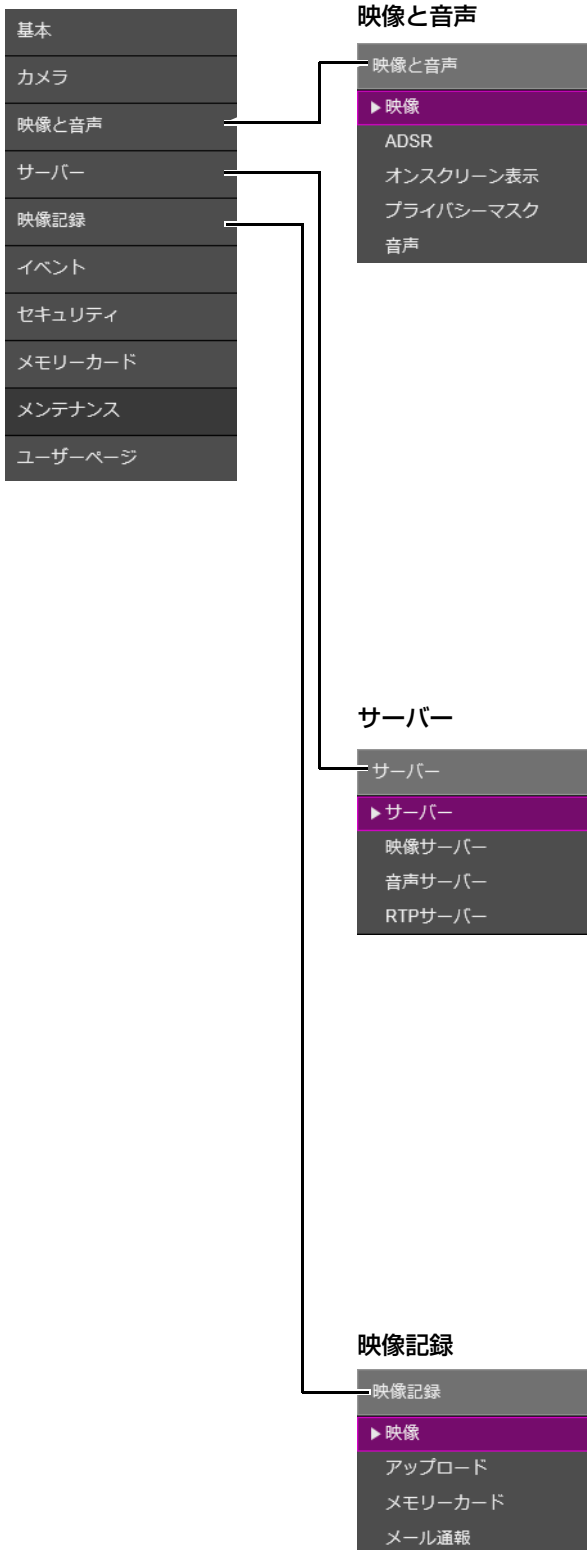 基本
カメラ
映像と音声
サーバー
映像記録
イベント
セキュリティ
メモリーカード
メンテナンス
ユーザーページ
映像と音声
映像と音声
▶映像
ADSR
オンスクリーン表示
プライバシーマスク
音声
サーバー
サーバー
▶サーバー
映像サーバー
音声サーバー
RTPサーバー
映像記録
映像記録
▶映像
アップロード
メモリーカード
メール通報